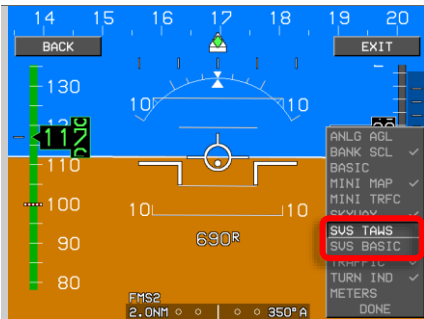 14 15 16 17 18 19 20
BACK
EXIT
130
117
110
100
90
80
10 10
10 10
690R
FMS2
2.0NM 350°A
ANLG AGL
BANK SCL ✓
BASIC
MINI MAP ✓
MINI TRFC
SKYWAY ✓
SVS TAWS
SVS BASIC
TRAFFIC ✓
TURN IND ✓
METERS
DONE